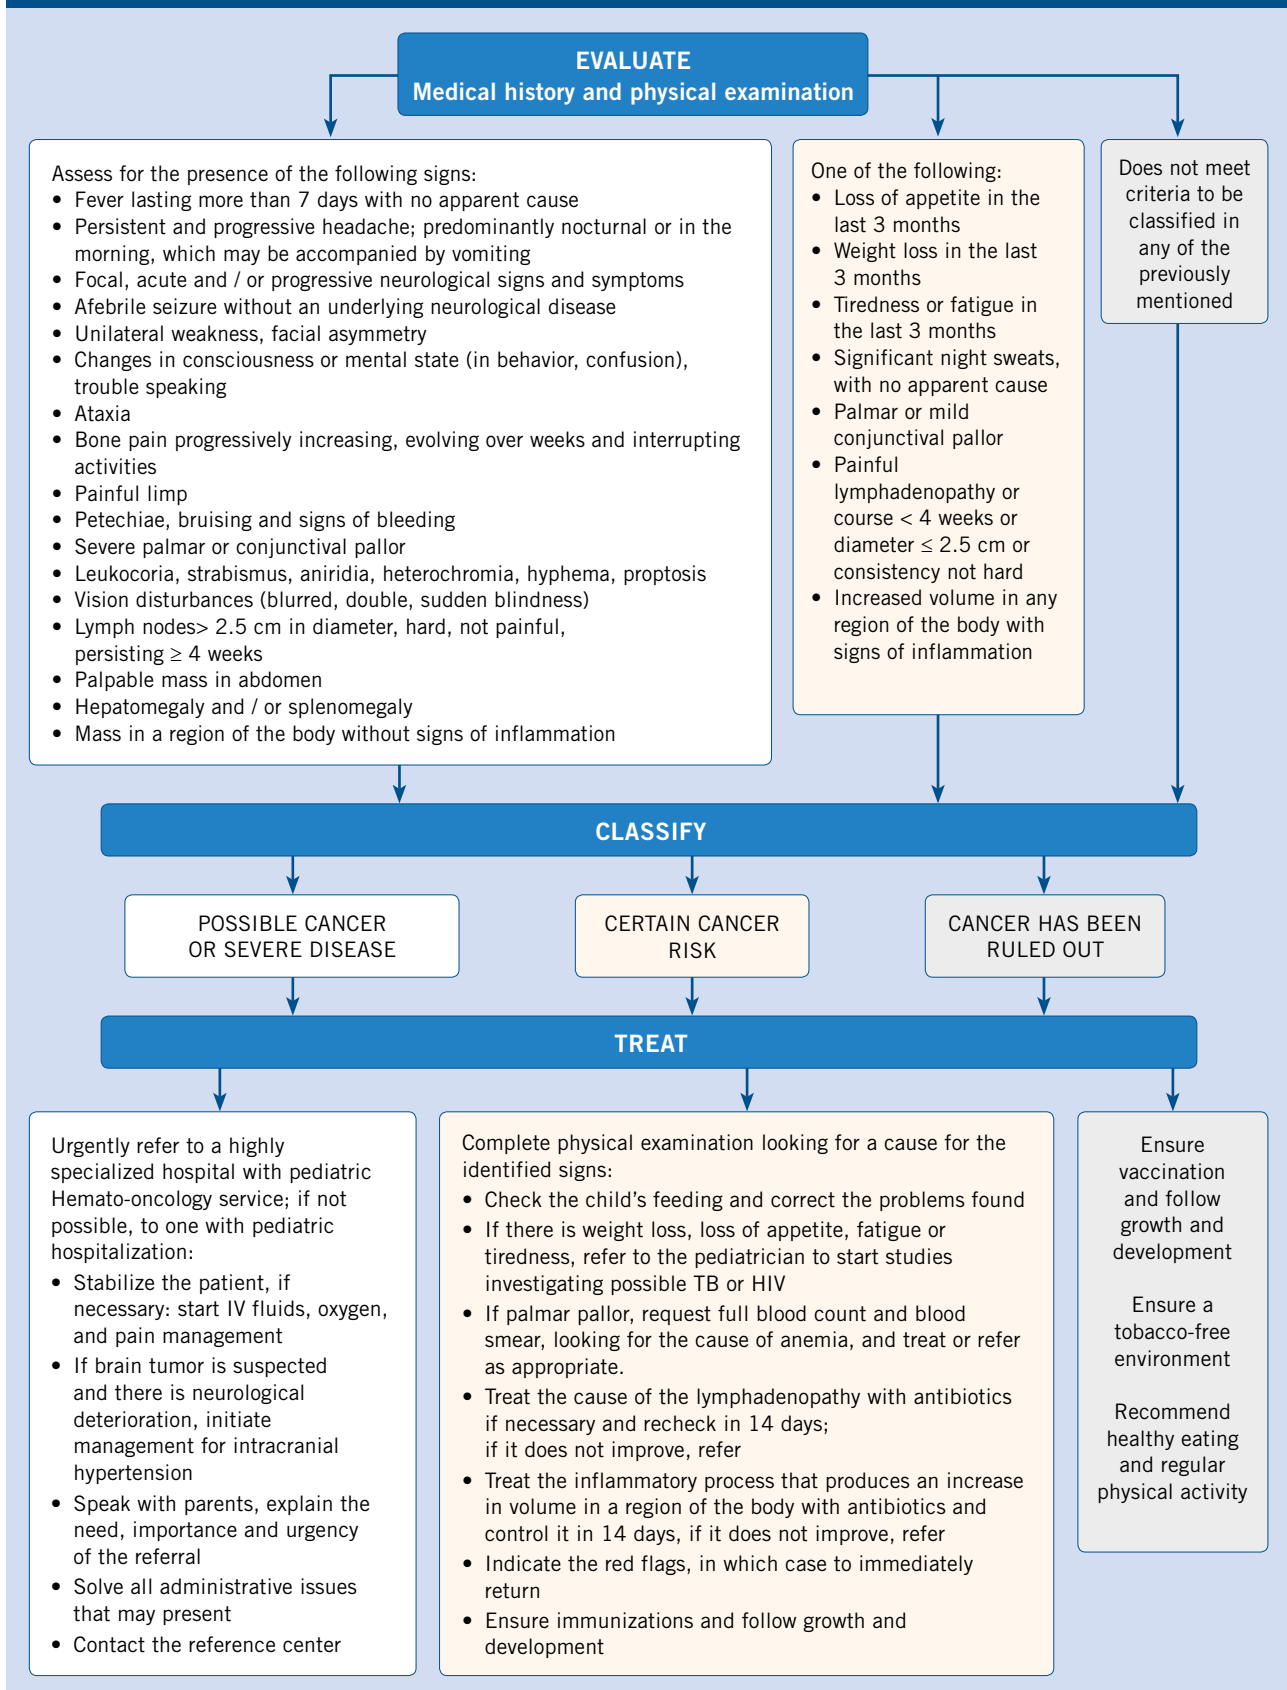 EVALUATE
Medical history and physical examination
Assess for the presence of the following signs:
• Fever lasting more than 7 days with no apparent cause
• Persistent and progressive headache; predominantly nocturnal or in the
morning, which may be accompanied by vomiting
• Focal, acute and / or progressive neurological signs and symptoms
• Afebrile seizure without an underlying neurological disease
• Unilateral weakness, facial asymmetry
• Changes in consciousness or mental state (in behavior, confusion),
trouble speaking
• Ataxia
• Bone pain progressively increasing, evolving over weeks and interrupting
activities
• Painful limp
• Petechiae, bruising and signs of bleeding
• Severe palmar or conjunctival pallor
• Leukocoria, strabismus, aniridia, heterochromia, hyphema, proptosis
• Vision disturbances (blurred, double, sudden blindness)
• Lymph nodes> 2.5 cm in diameter, hard, not painful,
persisting ≥ 4 weeks
• Palpable mass in abdomen
• Hepatomegaly and / or splenomegaly
• Mass in a region of the body without signs of inflammation
One of the following:
• Loss of appetite in the
last 3 months
• Weight loss in the last
3 months
• Tiredness or fatigue in
the last 3 months
• Significant night sweats,
with no apparent cause
• Palmar or mild
conjunctival pallor
• Painful
lymphadenopathy or
course < 4 weeks or
diameter ≤ 2.5 cm or
consistency not hard
• Increased volume in any
region of the body with
signs of inflammation
Does not meet
criteria to be
classified in
any of the
previously
mentioned
CLASSIFY
POSSIBLE CANCER
OR SEVERE DISEASE
CERTAIN CANCER
RISK
CANCER HAS BEEN
RULED OUT
TREAT
Urgently refer to a highly
specialized hospital with pediatric
Hemato-oncology service; if not
possible, to one with pediatric
hospitalization:
• Stabilize the patient, if
necessary: start IV fluids, oxygen,
and pain management
• If brain tumor is suspected
and there is neurological
deterioration, initiate
management for intracranial
hypertension
• Speak with parents, explain the
need, importance and urgency
of the referral
• Solve all administrative issues
that may present
• Contact the reference center
Complete physical examination looking for a cause for the
identified signs:
• Check the child's feeding and correct the problems found
• If there is weight loss, loss of appetite, fatigue or
tiredness, refer to the pediatrician to start studies
investigating possible TB or HIV
• If palmar pallor, request full blood count and blood
smear, looking for the cause of anemia, and treat or refer
as appropriate.
• Treat the cause of the lymphadenopathy with antibiotics
if necessary and recheck in 14 days;
if it does not improve, refer
• Treat the inflammatory process that produces an increase
in volume in a region of the body with antibiotics and
control it in 14 days, if it does not improve, refer
• Indicate the red flags, in which case to immediately
return
• Ensure immunizations and follow growth and
development
Ensure
vaccination
and follow
growth and
development
Ensure a
tobacco-free
environment
Recommend
healthy eating
and regular
physical activity